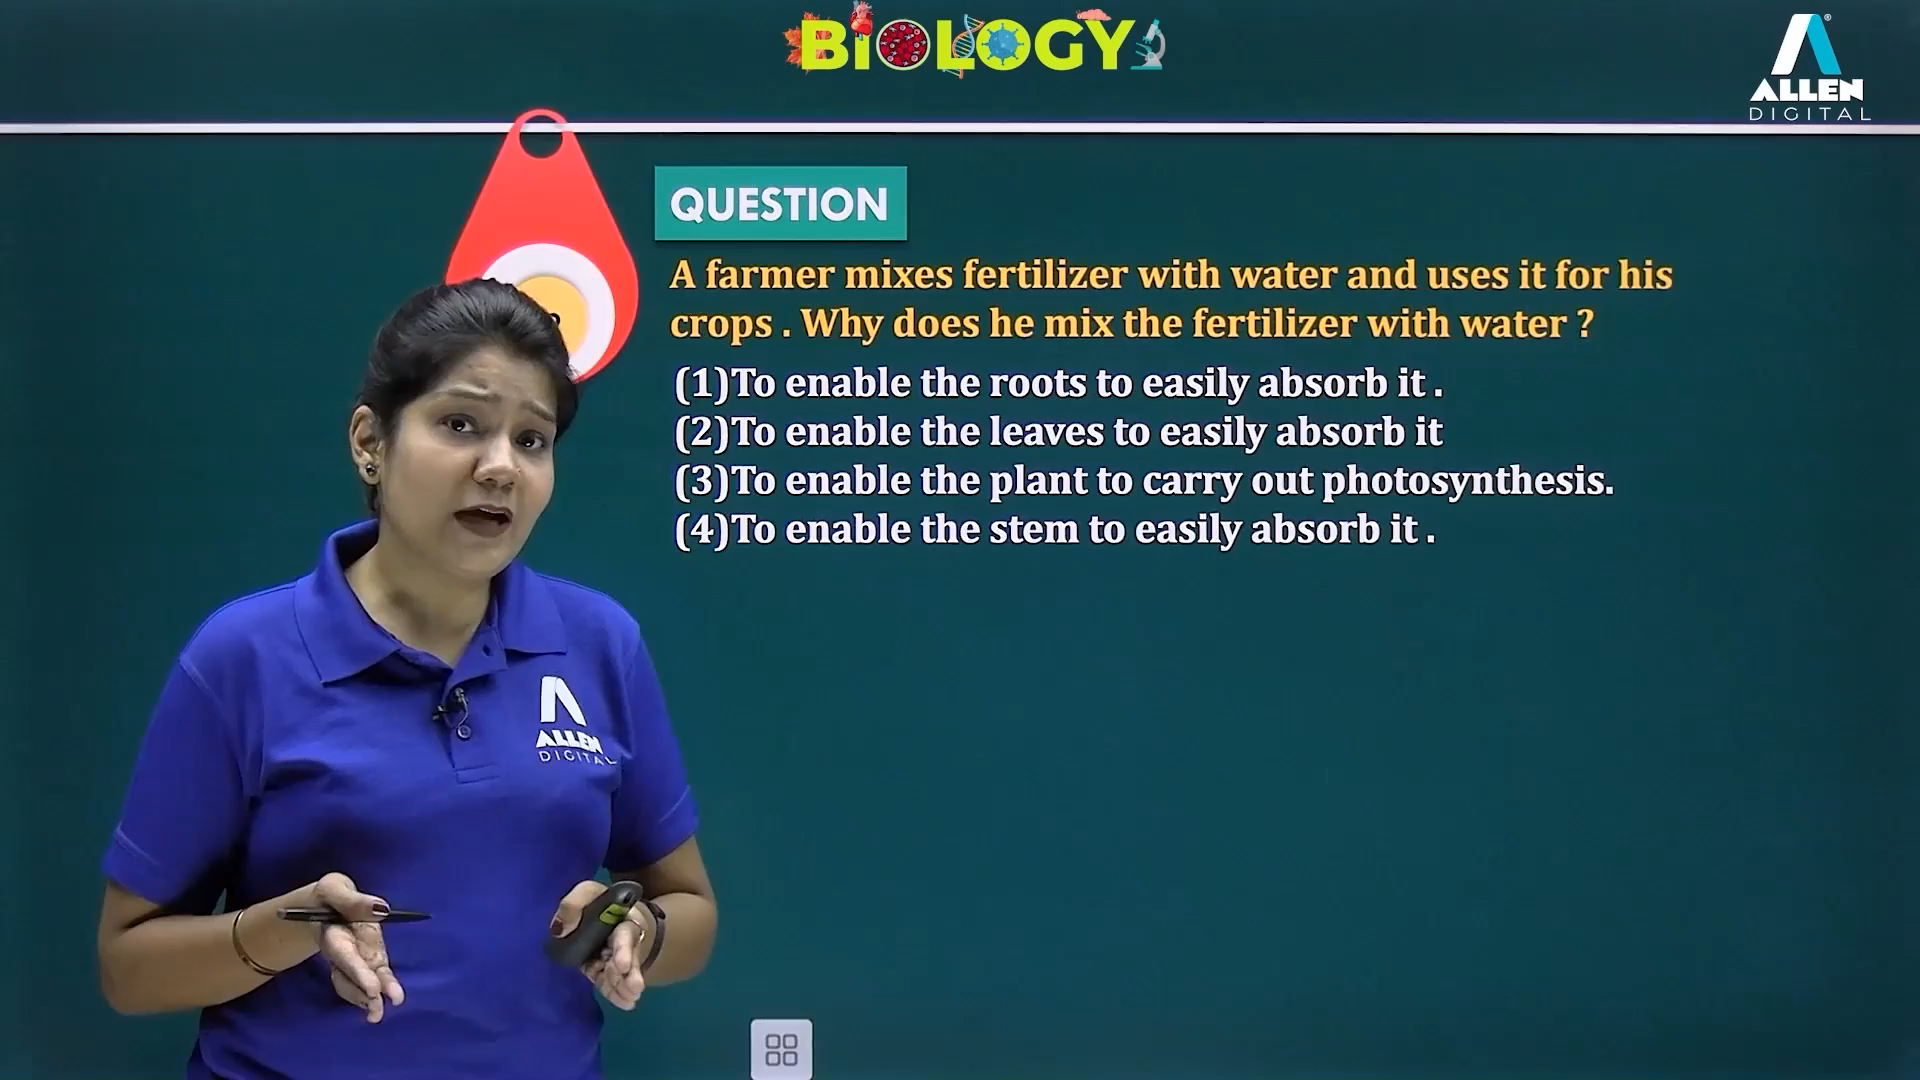 BIOLOGY
ALLEN
DIGITAL
QUESTION
A farmer mixes fertilizer with water and uses it for his
crops . Why does he mix the fertilizer with water ?
(1)To enable the roots to easily absorb it .
(2)To enable the leaves to easily absorb it
(3)To enable the plant to carry out photosynthesis.
(4)To enable the stem to easily absorb it .
ALLEN
DIGITAL